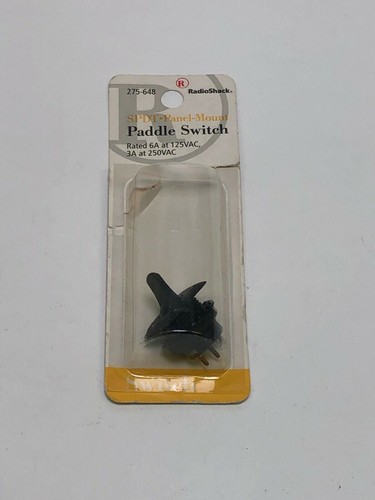 275-648 ® RadioShack®
SPDT•Panel-Mount
Paddle Switch
Rated 6A at 125VAC,
3A at 250VAC